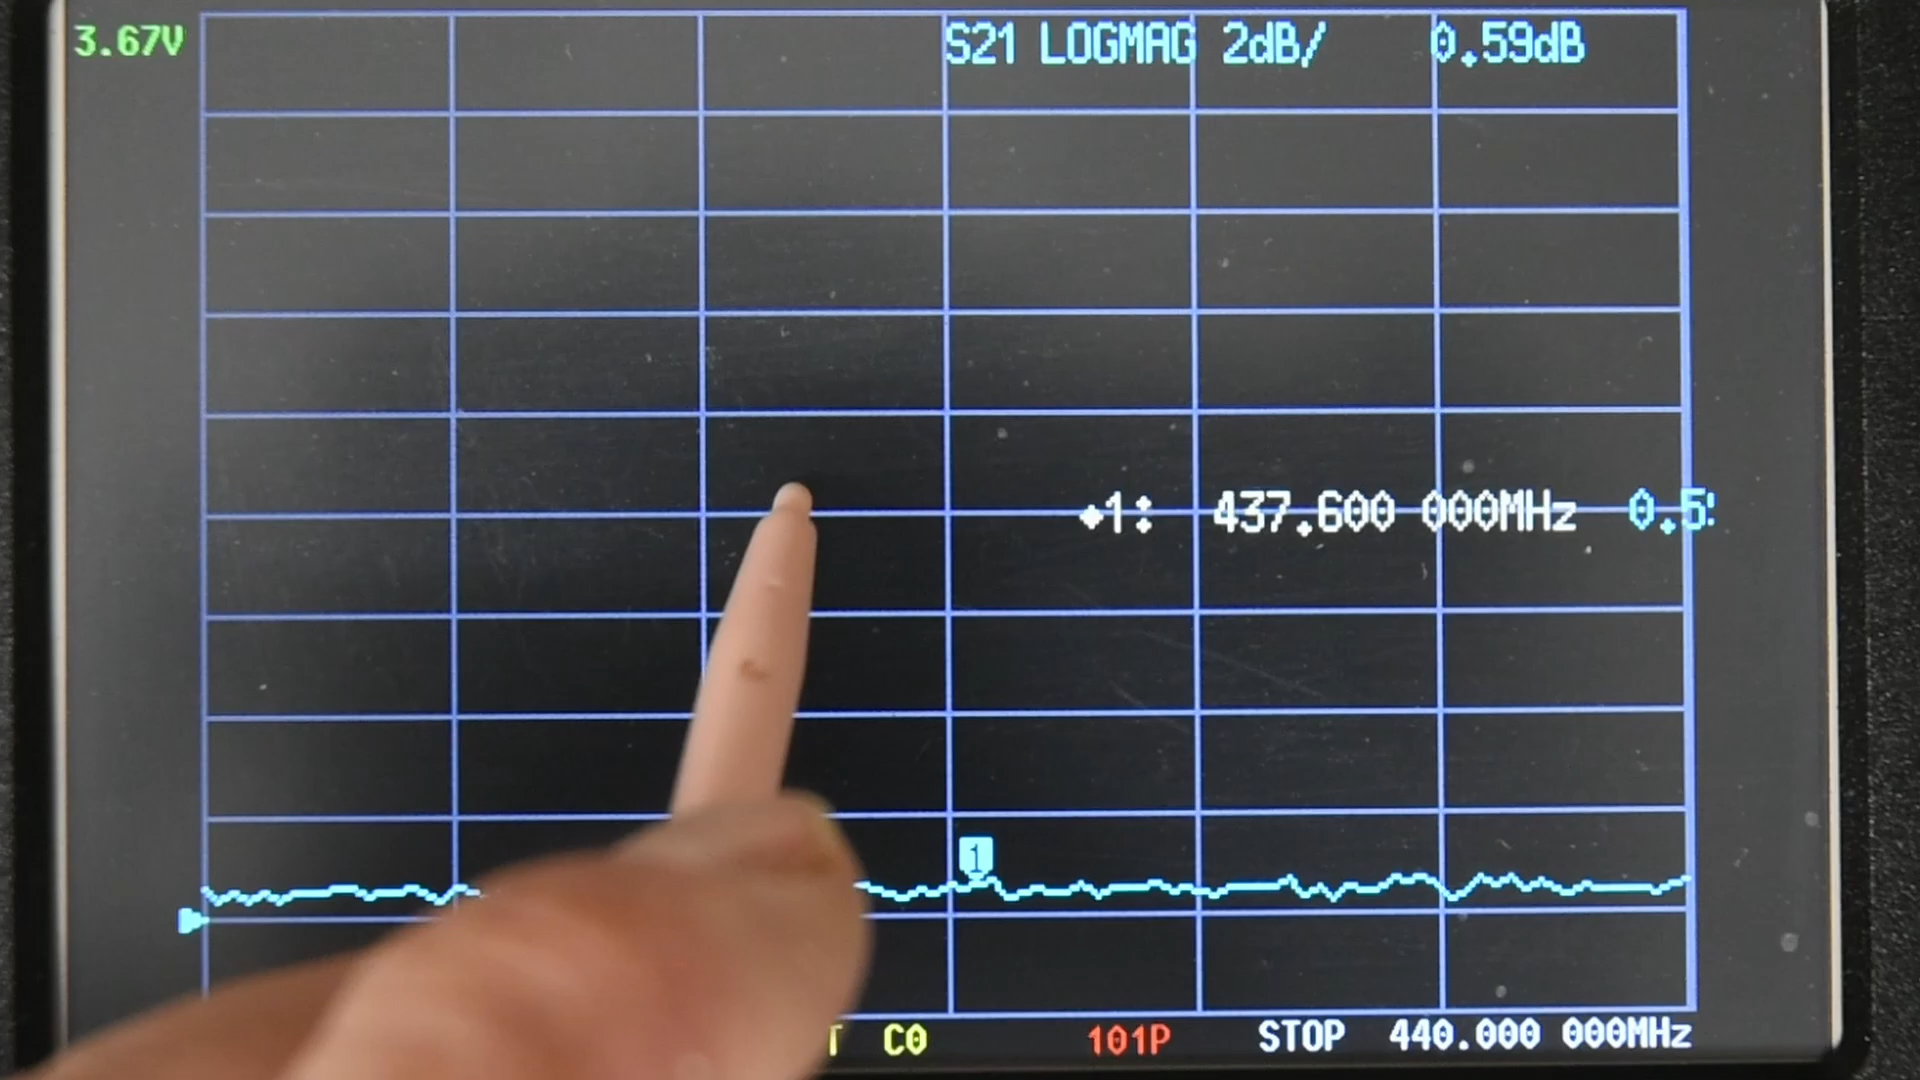 3.67V
S21 LOGMAG 2dB/ 0.59dB
1: 437.600 000MHz
1
C0 101P STOP 440.000 000MHz